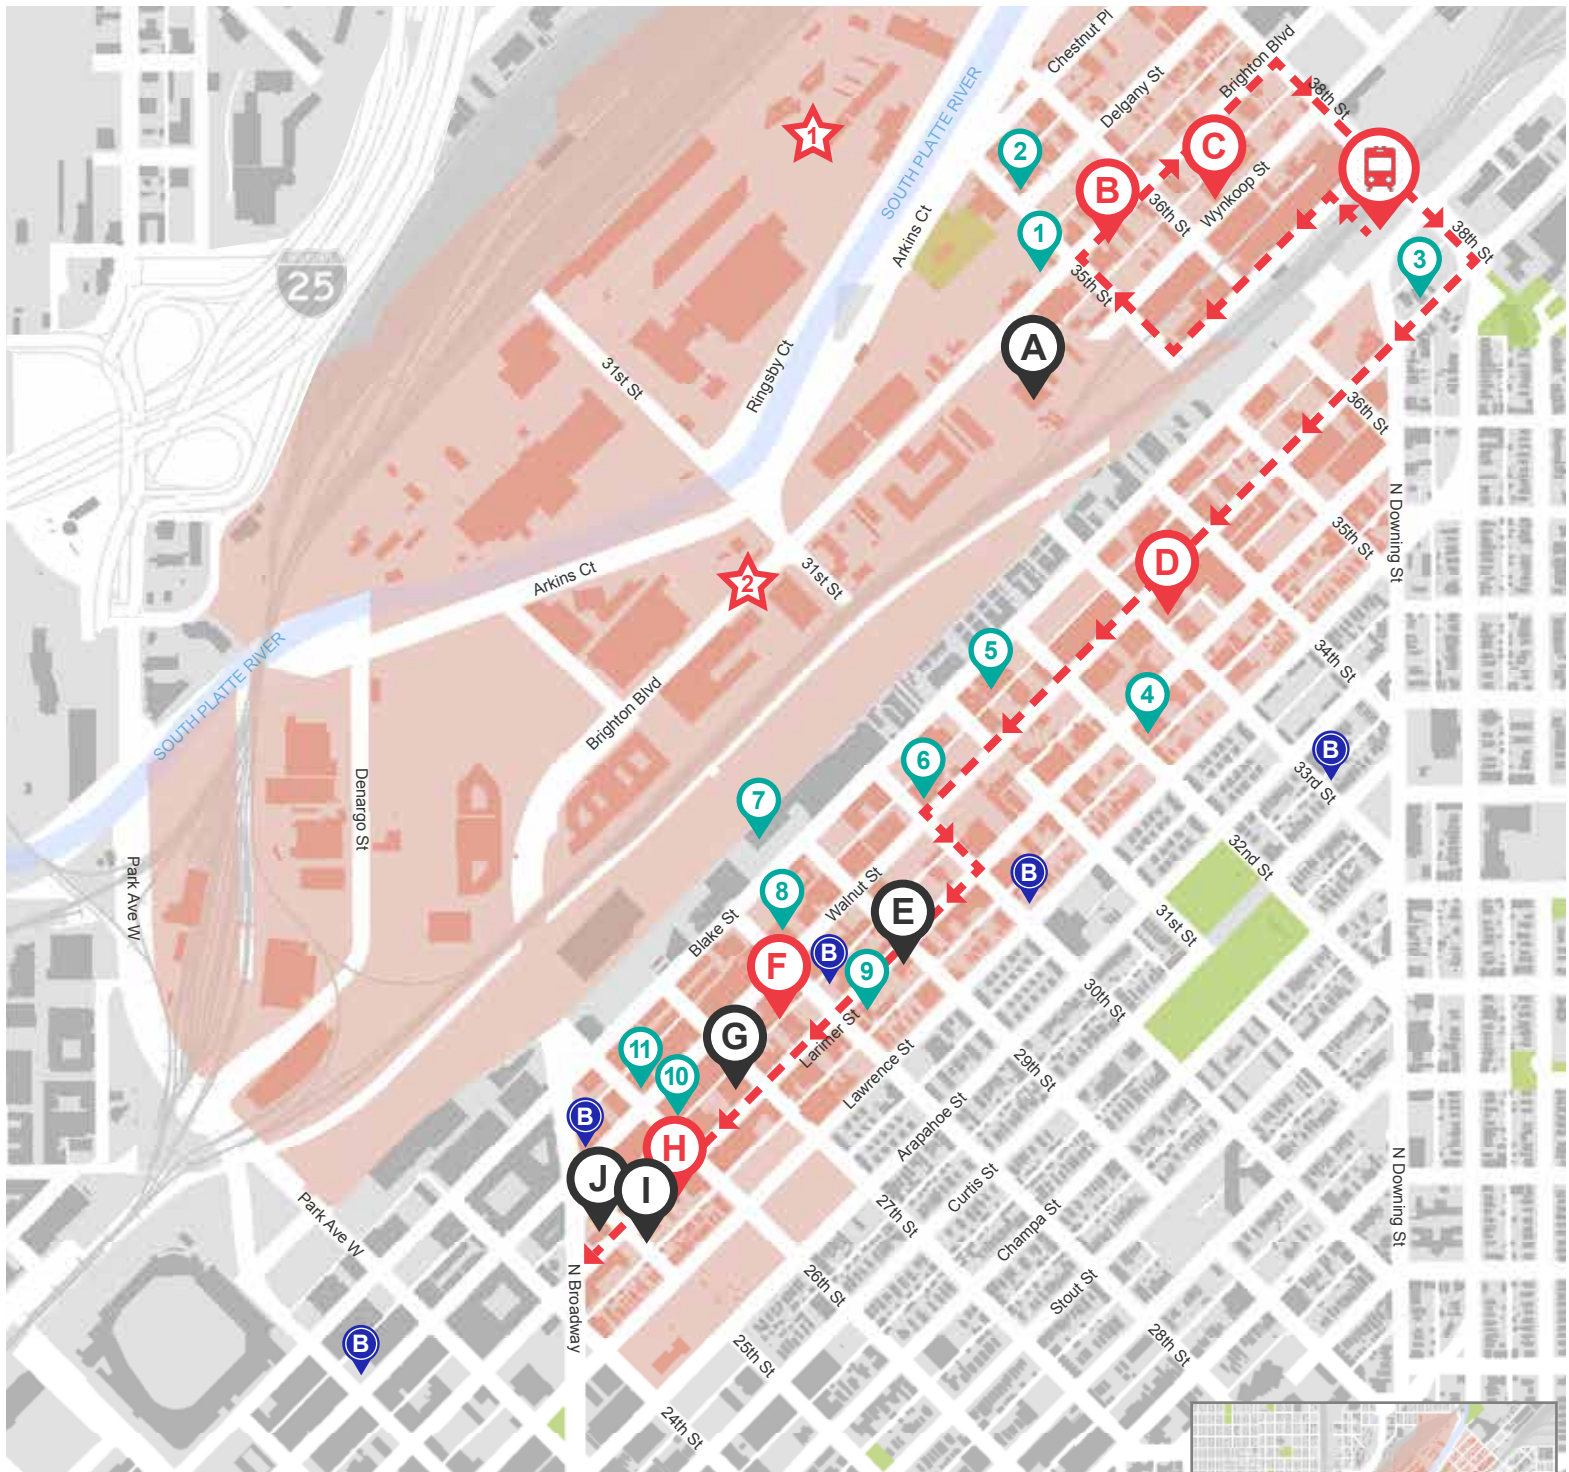 Chestnut Pl
Brighton Blvd
Delgany St
38th St
SOUTH PLATTE RIVER
1
2
C
B
36th St
Wynkoop St
Arkins Ct
1
35th St
38th St
3
25
A
31st St
Ringsby Ct
36th St
N Downing St
35th St
31st St
Arkins Ct
2
D
34th St
SOUTH PLATTE RIVER
5
4
Brighton Blvd
B
33rd St
6
7
Denargo St
32nd St
Park Ave W
8
Walnut St
B
E
31st St
Blake St
F
B
9
30th St
G
Larimer St
Lawrence St
29th St
11
10
B
Arapahoe St
H
J
I
Curtis St
27th St
Champa St
N Downing St
Park Ave W
N Broadway
26th St
Stout St
B
25th St
28th St
24th St